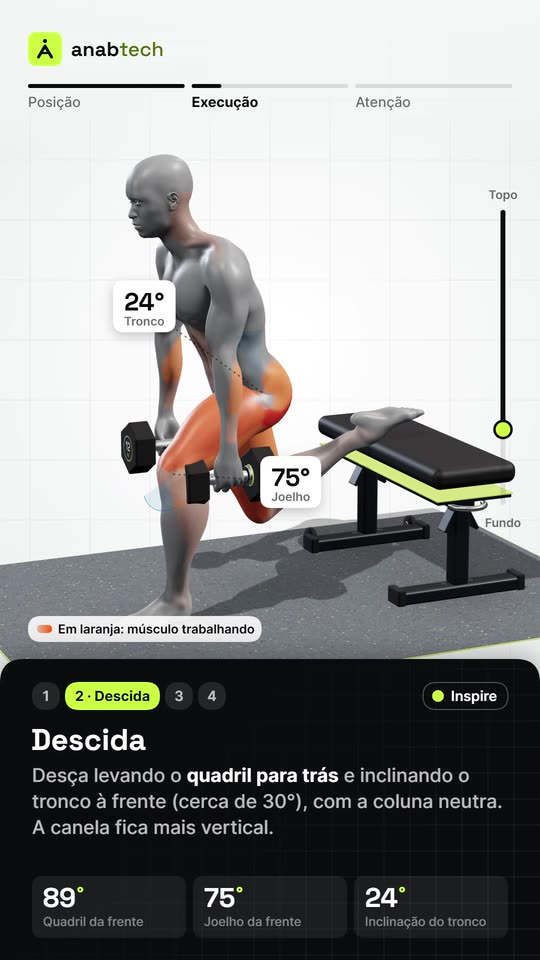 anabtech
Posição
Execução
Atenção
Topo
24°
Tronco
75°
Joelho
Fundo
Em laranja: músculo trabalhando
1
2 · Descida
3
4
Inspire
Descida
Desça levando o quadril para trás e inclinando o
tronco à frente (cerca de 30°), com a coluna neutra.
A canela fica mais vertical.
89°
Quadril da frente
75°
Joelho da frente
24°
Inclinação do tronco